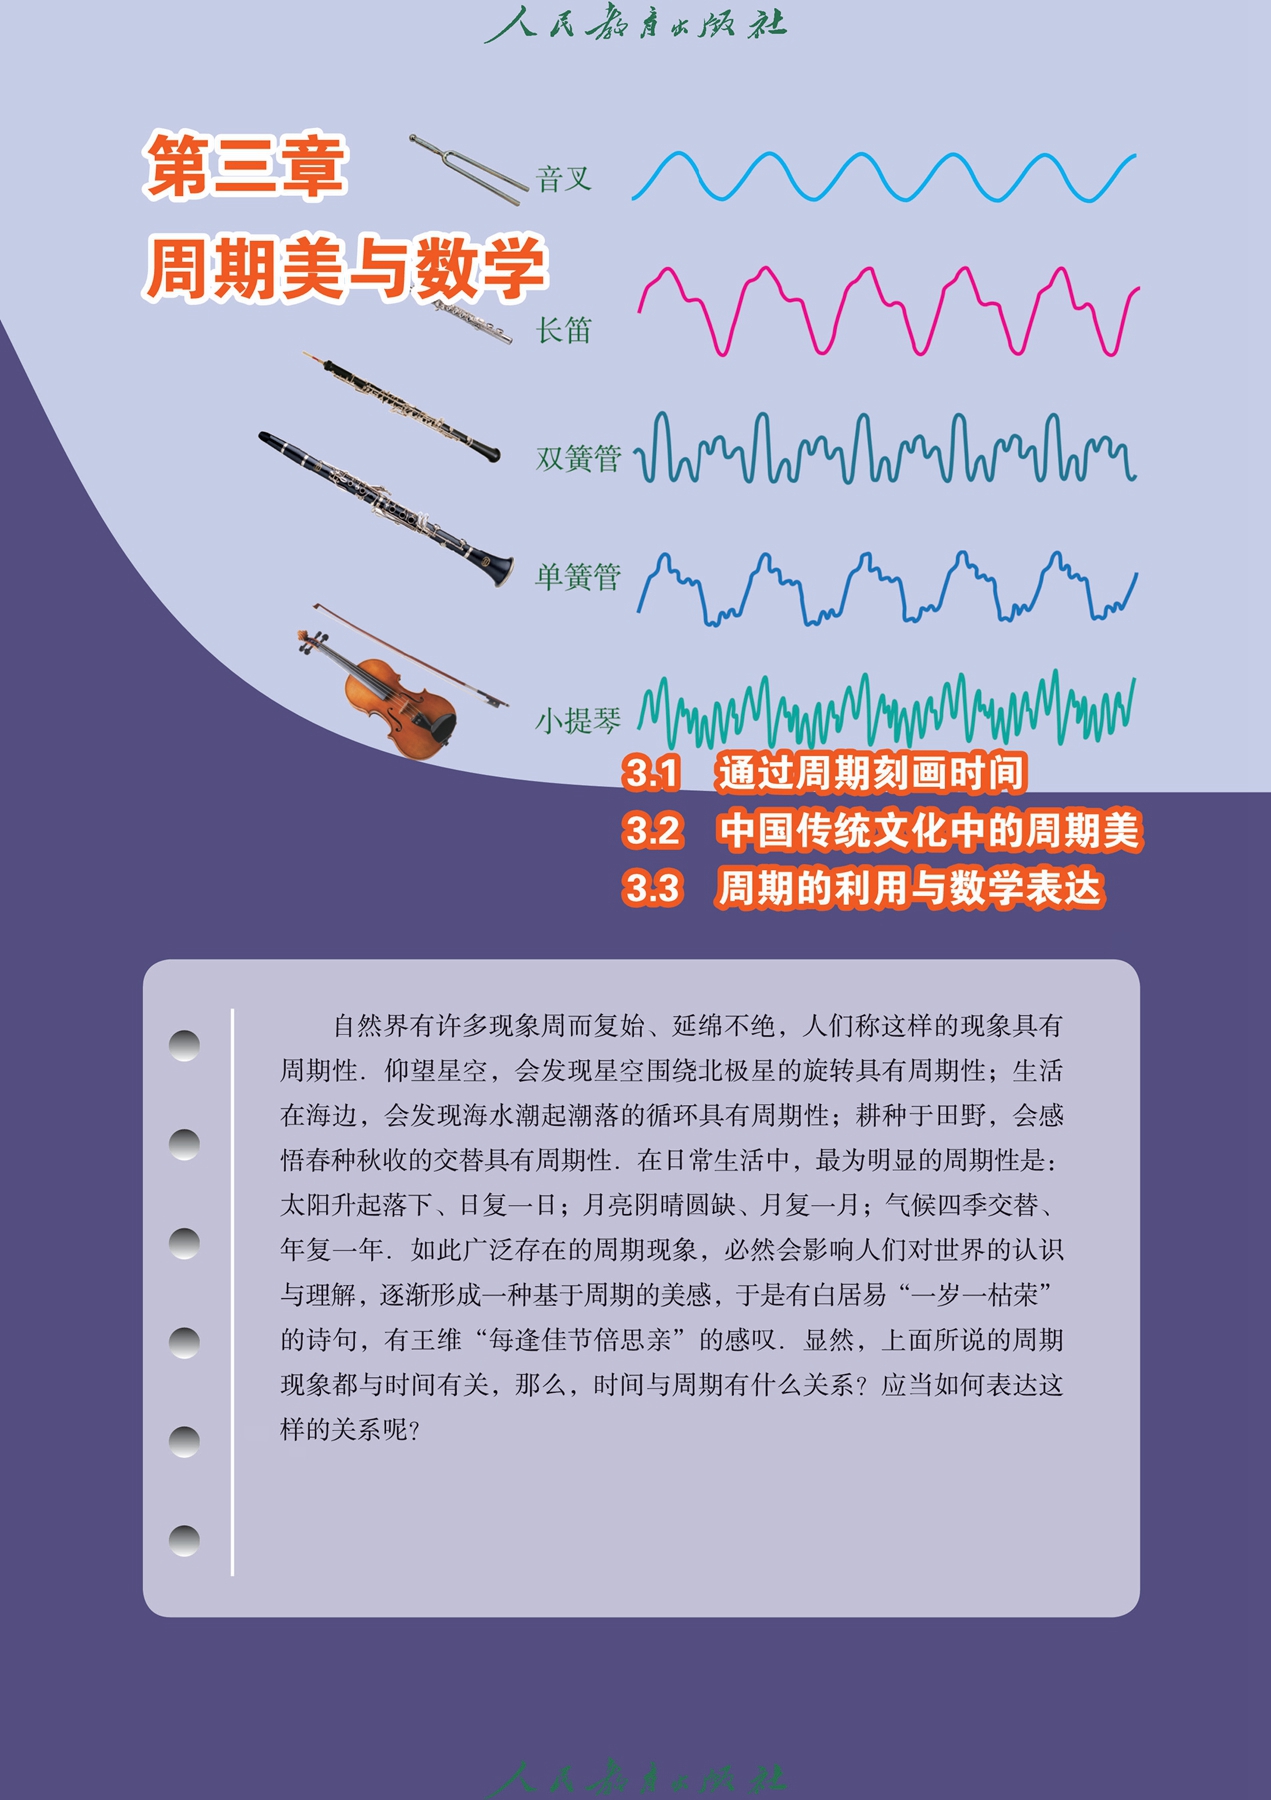 人民教育出版社
第三章
周期美与数学
音叉
长笛
双簧管
单簧管
小提琴
3.1 通过周期刻画时间
3.2 中国传统文化中的周期美
3.3 周期的利用与数学表达
自然界有许多现象周而复始、延绵不绝，人们称这样的现象具有
周期性．仰望星空，会发现星空围绕北极星的旋转具有周期性；生活
在海边，会发现海水潮起潮落的循环具有周期性；耕种于田野，会感
悟春种秋收的交替具有周期性．在日常生活中，最为明显的周期性是：
太阳升起落下、日复一日；月亮阴晴圆缺、月复一月；气候四季交替、
年复一年．如此广泛存在的周期现象，必然会影响人们对世界的认识
与理解，逐渐形成一种基于周期的美感，于是有白居易“一岁一枯荣”
的诗句，有王维“每逢佳节倍思亲”的感叹．显然，上面所说的周期
现象都与时间有关，那么，时间与周期有什么关系？应当如何表达这
样的关系呢？
人民教育出版社